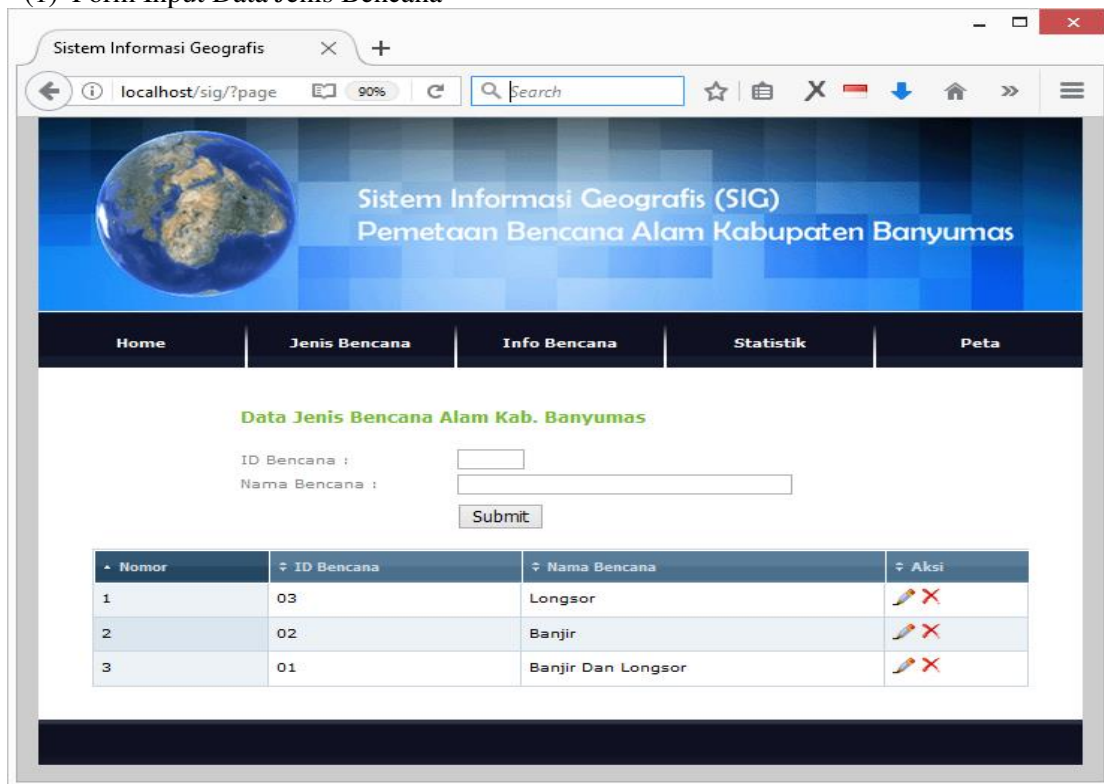 (1) Form Input Data Jenis Bencana
Sistem Informasi Geografis
localhost/sig/?page 90% Search
Sistem Informasi Geografis (SIG)
Pemetaan Bencana Alam Kabupaten Banyumas
Home Jenis Bencana Info Bencana Statistik Peta
Data Jenis Bencana Alam Kab. Banyumas
ID Bencana :
Nama Bencana :
Submit
Nomor ID Bencana Nama Bencana Aksi
1 03 Longsor
2 02 Banjir
3 01 Banjir Dan Longsor